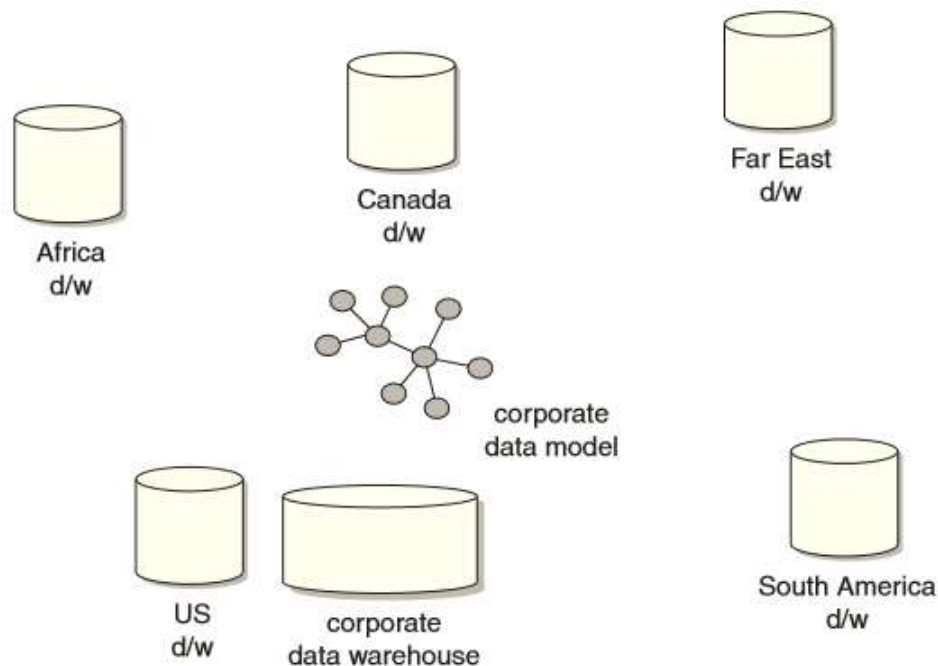 Far East
d/w
Canada
d/w
Africa
d/w
corporate
data model
South America
d/w
US
d/w
corporate
data warehouse